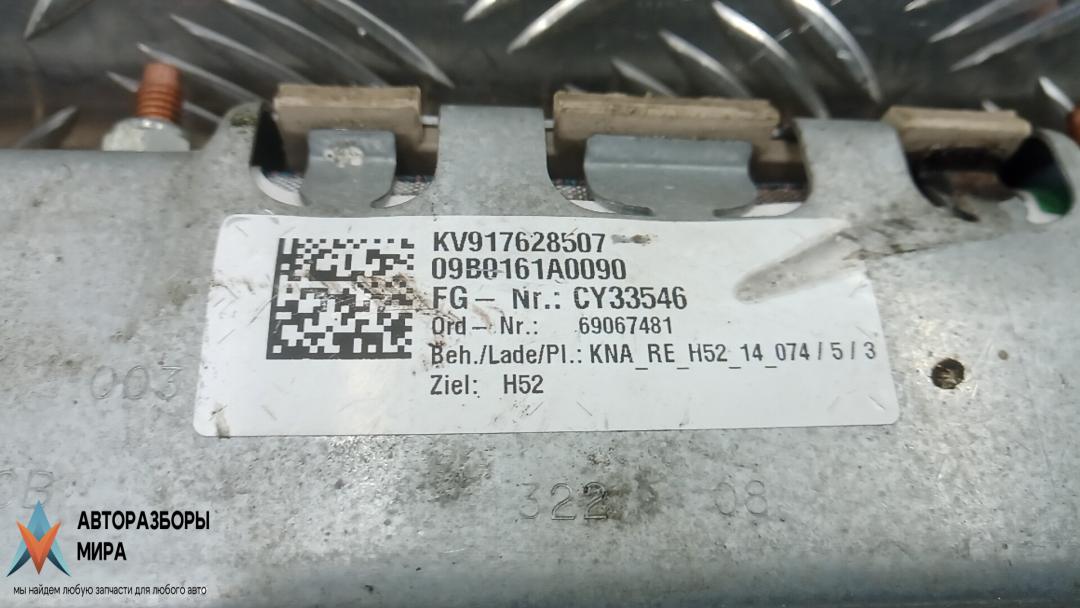 KV917628507
09B0161A0090
FG – Nr.: CY33546
Ord – Nr.: 69067481
Beh./Lade/Pl.: KNA_RE_H52_14_074 / 5 / 3
Ziel: H52
003
322 08
АВТОРАЗБОРЫ
МИРА
мы найдем любую запчасти для любого авто